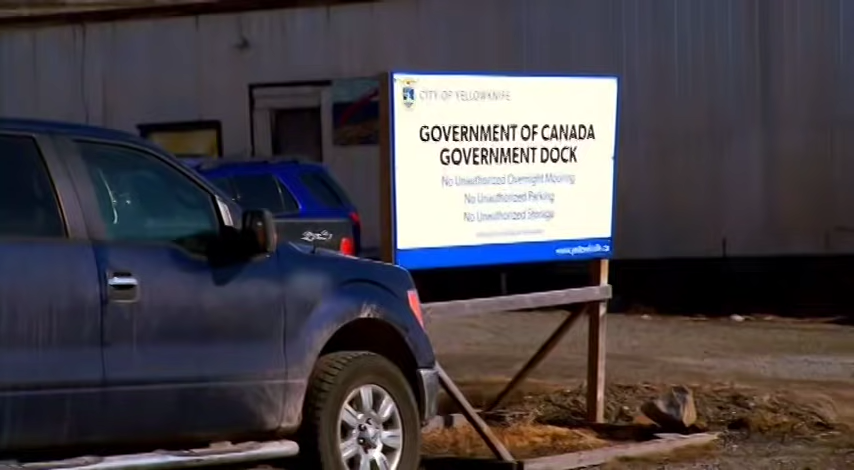 CITY OF YELLOWKNIFE
GOVERNMENT OF CANADA
GOVERNMENT DOCK
No Unauthorized Overnight Mooring
No Unauthorized Parking
No Unauthorized Storage
www.yellowknife.ca